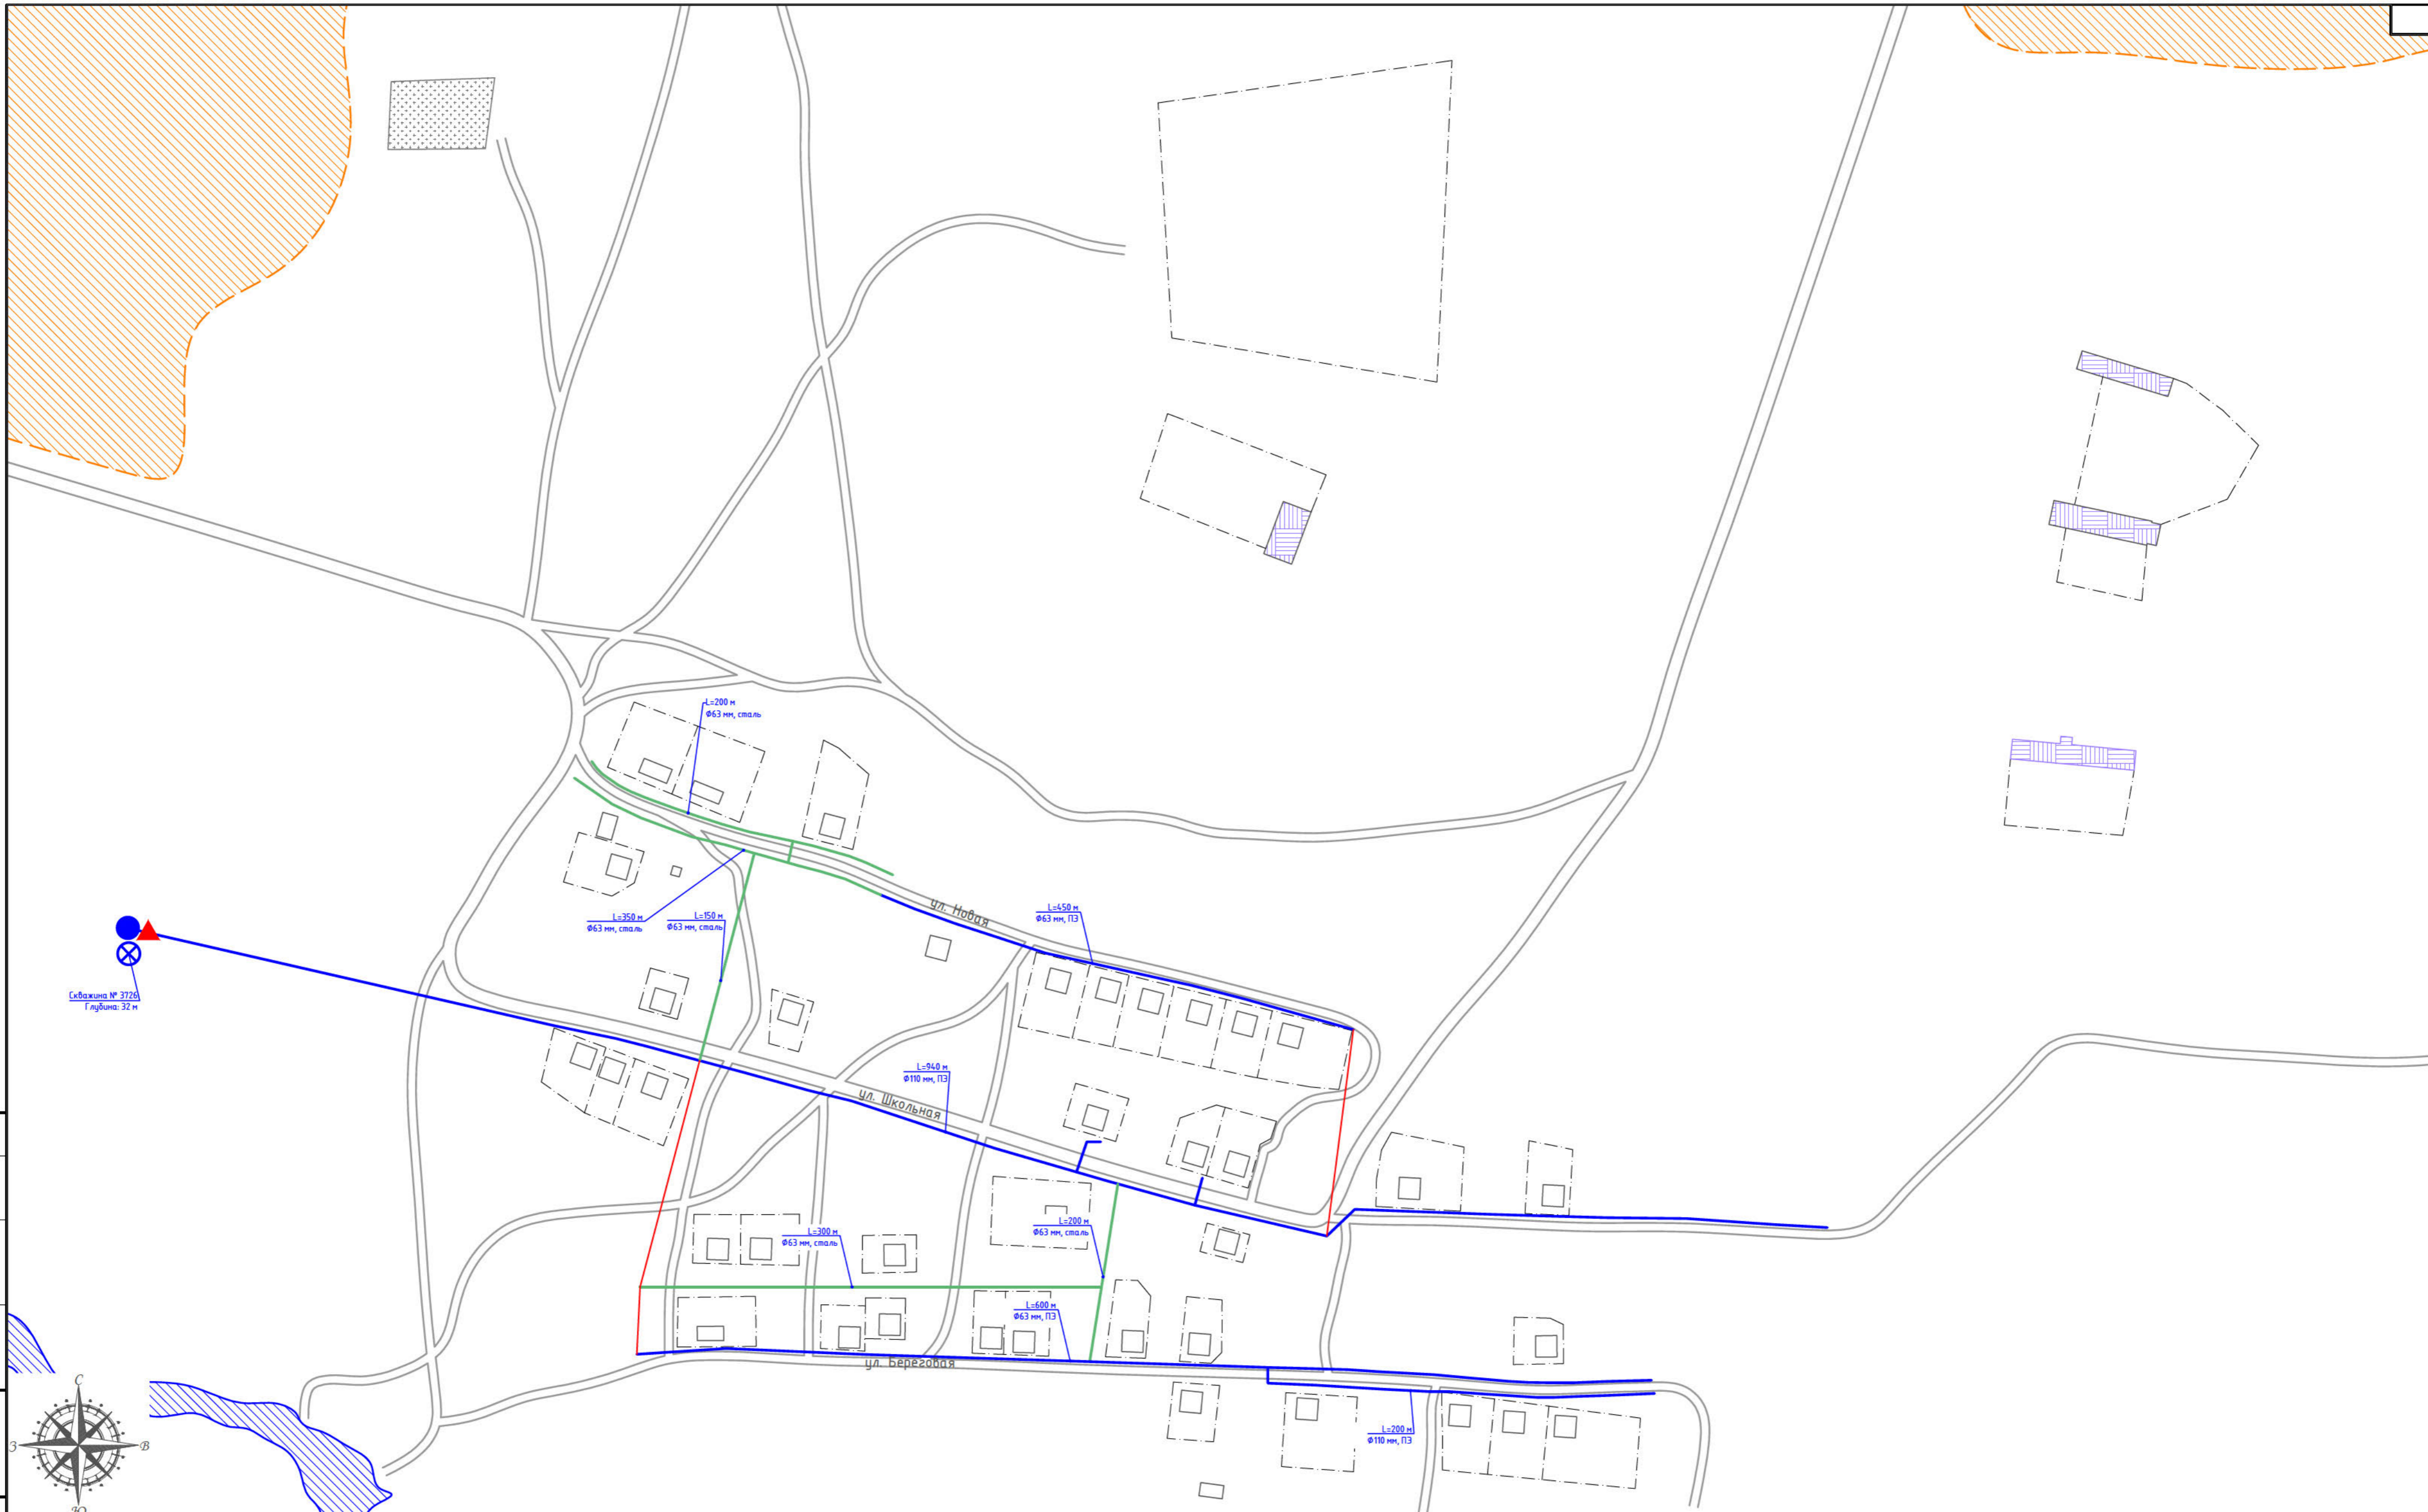 L=200 м
Ф63 мм, сталь
L=350 м
Ф63 мм, сталь
L=150 м
Ф63 мм, сталь
ул. Новая
L=450 м
Ф63 мм, ПЭ
Скважина № 3726
Глубина: 32 м
L=940 м
Ф110 мм, ПЭ
ул. Школьная
L=300 м
Ф63 мм, сталь
L=200 м
Ф63 мм, сталь
L=600 м
Ф63 мм, ПЭ
ул. Береговая
L=200 м
Ф110 мм, ПЭ
С
З
В
Ю